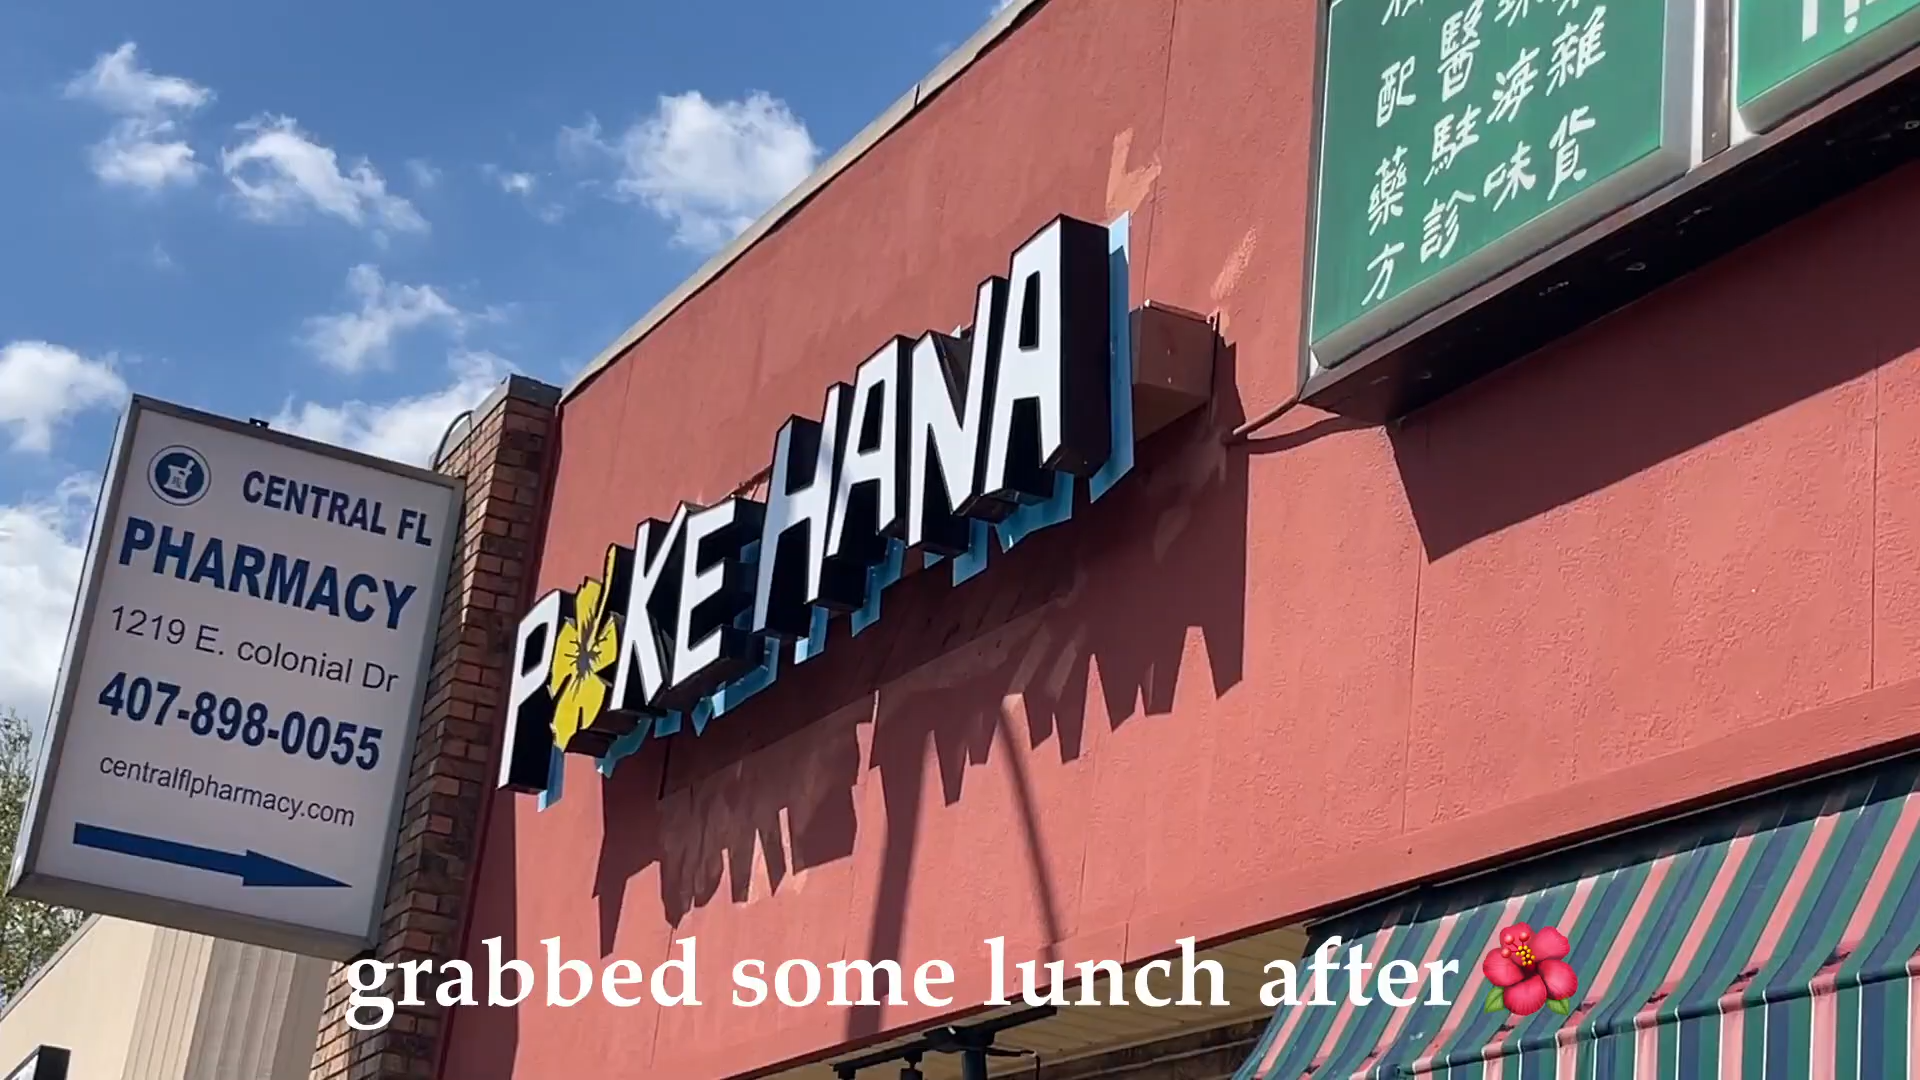 CENTRAL FL
PHARMACY
1219 E. colonial Dr
407-898-0055
centralflpharmacy.com
POKE HANA
雜貨
海味
醫駐診
配藥方
grabbed some lunch after 🌺